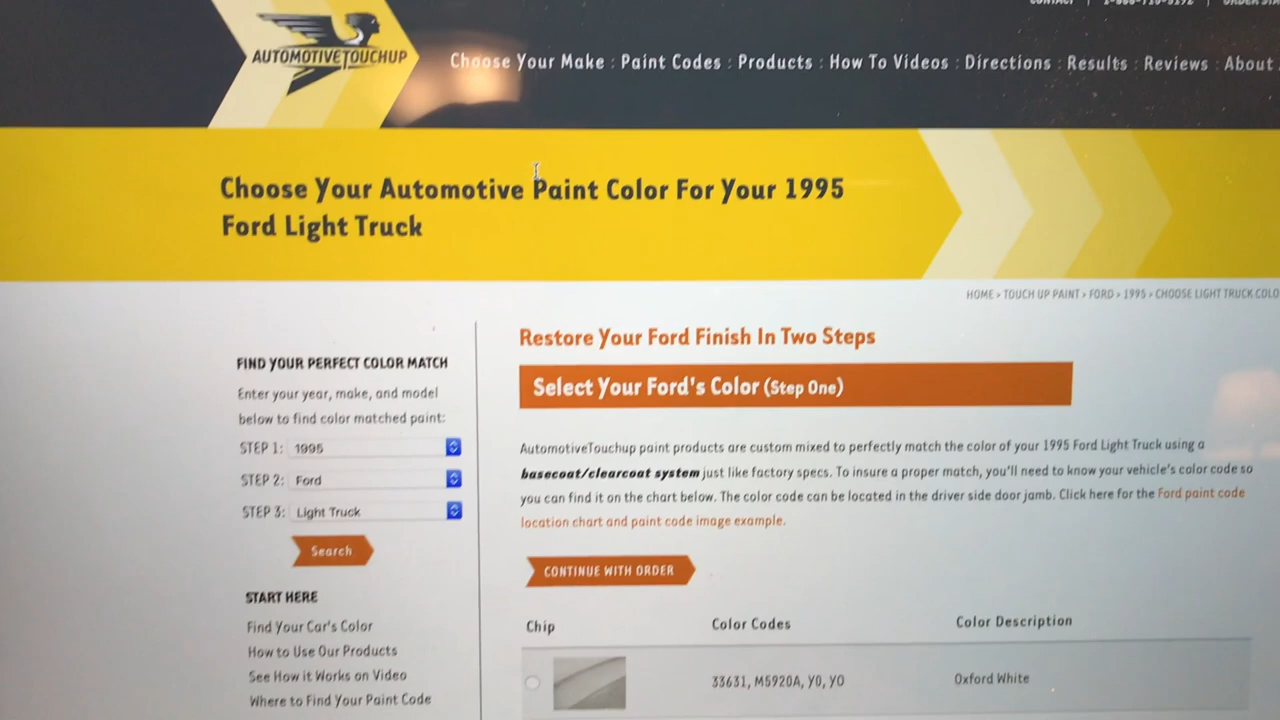 AUTOMOTIVETOUCHUP
Choose Your Make : Paint Codes : Products : How To Videos : Directions : Results : Reviews : About
Choose Your Automotive Paint Color For Your 1995
Ford Light Truck
HOME > TOUCH UP PAINT > FORD > 1995 > CHOOSE LIGHT TRUCK COLO
FIND YOUR PERFECT COLOR MATCH
Enter your year, make, and model
below to find color matched paint:
STEP 1: 1995
STEP 2: Ford
STEP 3: Light Truck
Search
START HERE
Find Your Car's Color
How to Use Our Products
See How it Works on Video
Where to Find Your Paint Code
Restore Your Ford Finish In Two Steps
Select Your Ford's Color (Step One)
AutomotiveTouchup paint products are custom mixed to perfectly match the color of your 1995 Ford Light Truck using a
basecoat/clearcoat system just like factory specs. To insure a proper match, you'll need to know your vehicle's color code so
you can find it on the chart below. The color code can be located in the driver side door jamb. Click here for the Ford paint code
location chart and paint code image example.
CONTINUE WITH ORDER
Chip Color Codes Color Description
33631, M5920A, Y0, YO Oxford White